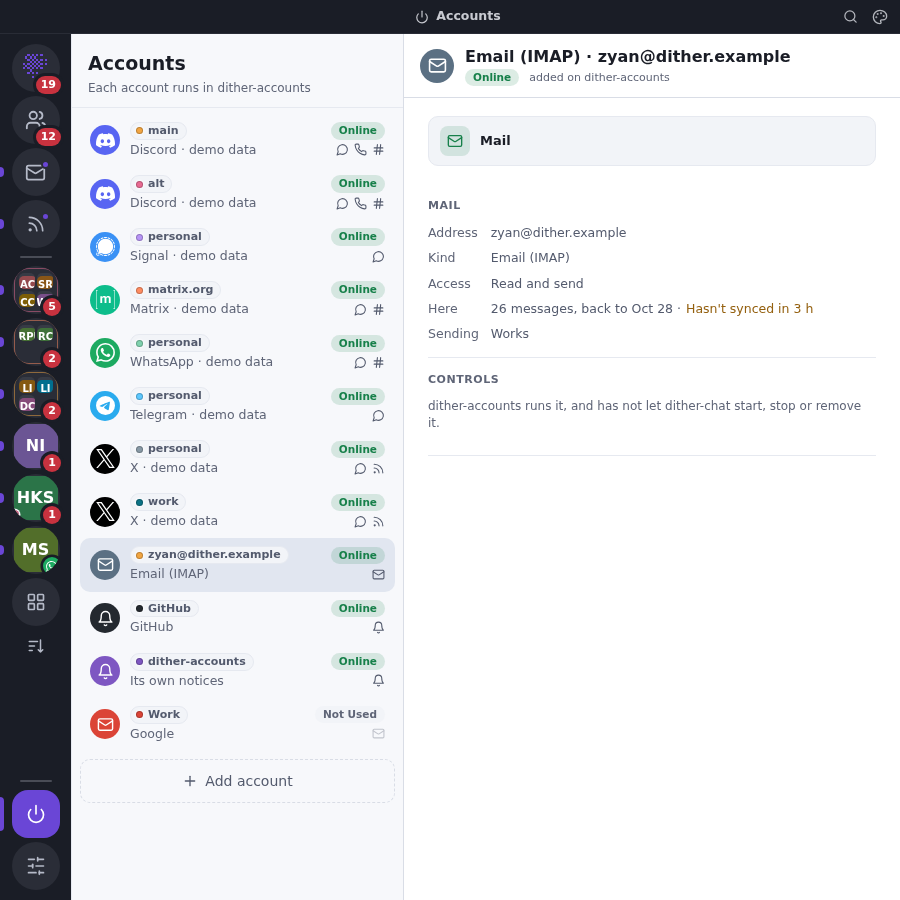 Accounts
19
12
5
2
2
1
1
AC SR
CC
RP RC
LI LI
DC
NI
HKS
MS
Accounts
Each account runs in dither-accounts
main
Online
Discord · demo data
alt
Online
Discord · demo data
personal
Online
Signal · demo data
m
matrix.org
Online
Matrix · demo data
personal
Online
WhatsApp · demo data
personal
Online
Telegram · demo data
personal
Online
X · demo data
work
Online
X · demo data
zyan@dither.example
Online
Email (IMAP)
GitHub
Online
GitHub
dither-accounts
Online
Its own notices
Work
Not Used
Google
Add account
Email (IMAP) · zyan@dither.example
Online added on dither-accounts
Mail
MAIL
Address zyan@dither.example
Kind Email (IMAP)
Access Read and send
Here 26 messages, back to Oct 28 · Hasn't synced in 3 h
Sending Works
CONTROLS
dither-accounts runs it, and has not let dither-chat start, stop or remove
it.